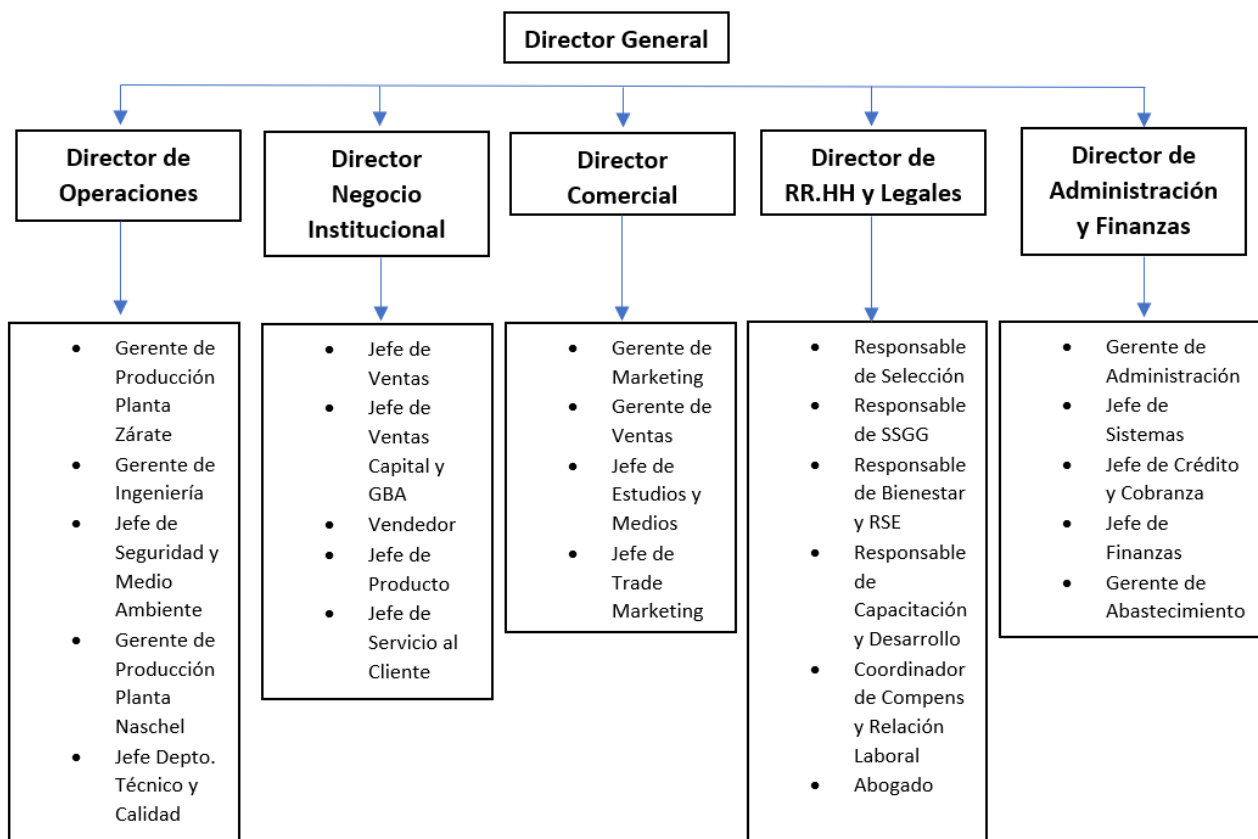 Director General
Director de
Operaciones
Director
Negocio
Institucional
Director
Comercial
Director de
RR.HH y Legales
Director de
Administración
y Finanzas
• Gerente de
Producción
Planta
Zárate
• Gerente de
Ingeniería
• Jefe de
Seguridad y
Medio
Ambiente
• Gerente de
Producción
Planta
Naschel
• Jefe Depto.
Técnico y
Calidad
• Jefe de
Ventas
• Jefe de
Ventas
Capital y
GBA
• Vendedor
• Jefe de
Producto
• Jefe de
Servicio al
Cliente
• Gerente de
Marketing
• Gerente de
Ventas
• Jefe de
Estudios y
Medios
• Jefe de
Trade
Marketing
• Responsable
de Selección
• Responsable
de SSGG
• Responsable
de Bienestar
y RSE
• Responsable
de
Capacitación
y Desarrollo
• Coordinador
de Compens
y Relación
Laboral
• Abogado
• Gerente de
Administración
• Jefe de
Sistemas
• Jefe de Crédito
y Cobranza
• Jefe de
Finanzas
• Gerente de
Abastecimiento